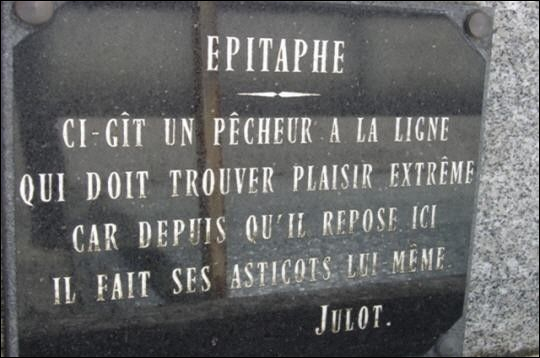 EPITAPHE
CI-GÎT UN PÊCHEUR A LA LIGNE
QUI DOIT TROUVER PLAISIR EXTRÊME
CAR DEPUIS QU'IL REPOSE ICI
IL FAIT SES ASTICOTS LUI-MÊME.
JULOT.